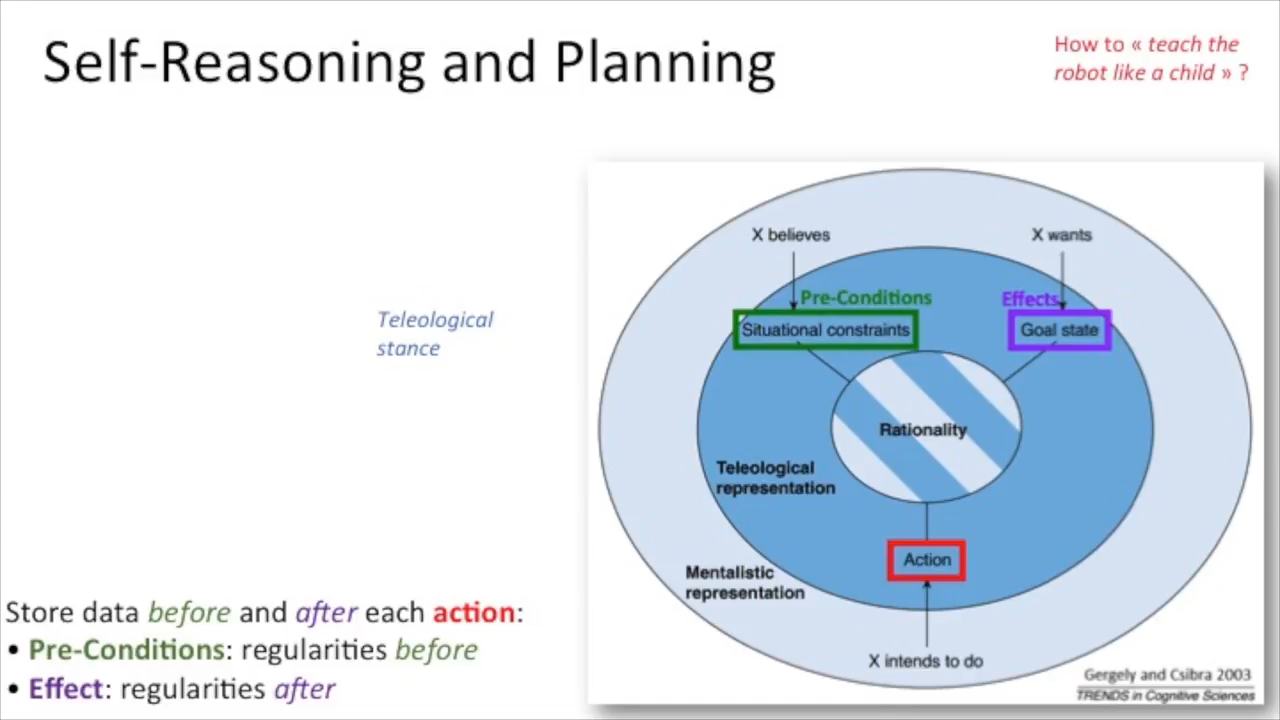 Self-Reasoning and Planning
How to « teach the
robot like a child » ?
X believes
X wants
Pre-Conditions
Effects
Situational constraints
Goal state
Teleological
stance
Rationality
Teleological
representation
Action
Mentalistic
representation
X intends to do
Gergely and Csibra 2003
TRENDS in Cognitive Sciences
Store data before and after each action:
• Pre-Conditions: regularities before
• Effect: regularities after